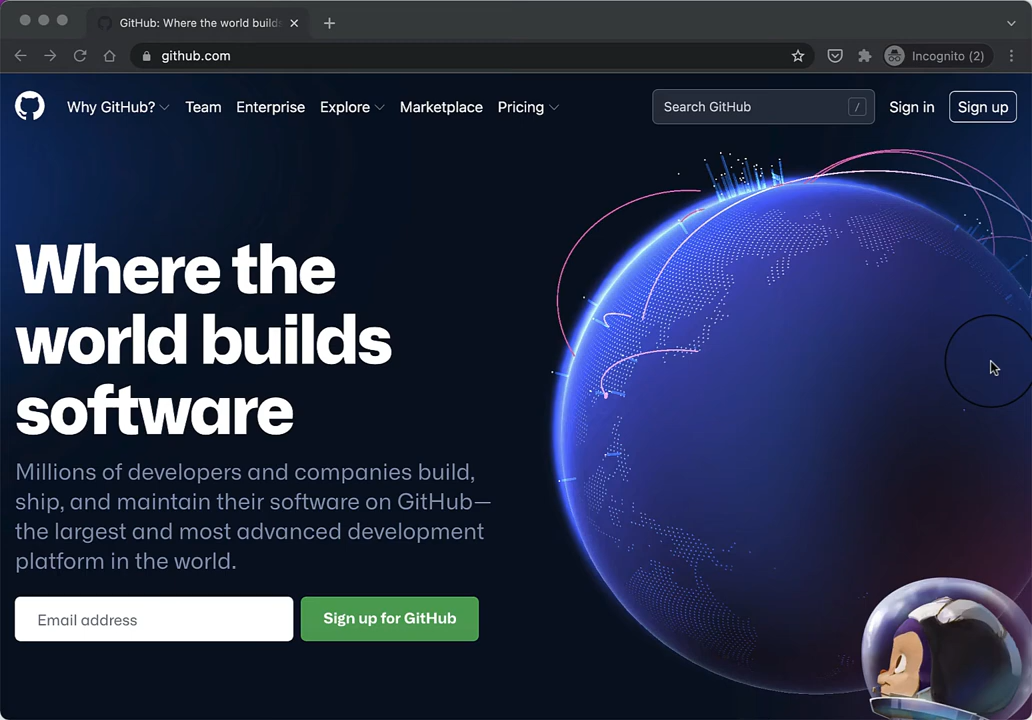 GitHub: Where the world build
github.com
Incognito (2)
Why GitHub? Team Enterprise Explore Marketplace Pricing
Search GitHub /
Sign in
Sign up
Where the
world builds
software
Millions of developers and companies build,
ship, and maintain their software on GitHub—
the largest and most advanced development
platform in the world.
Email address
Sign up for GitHub